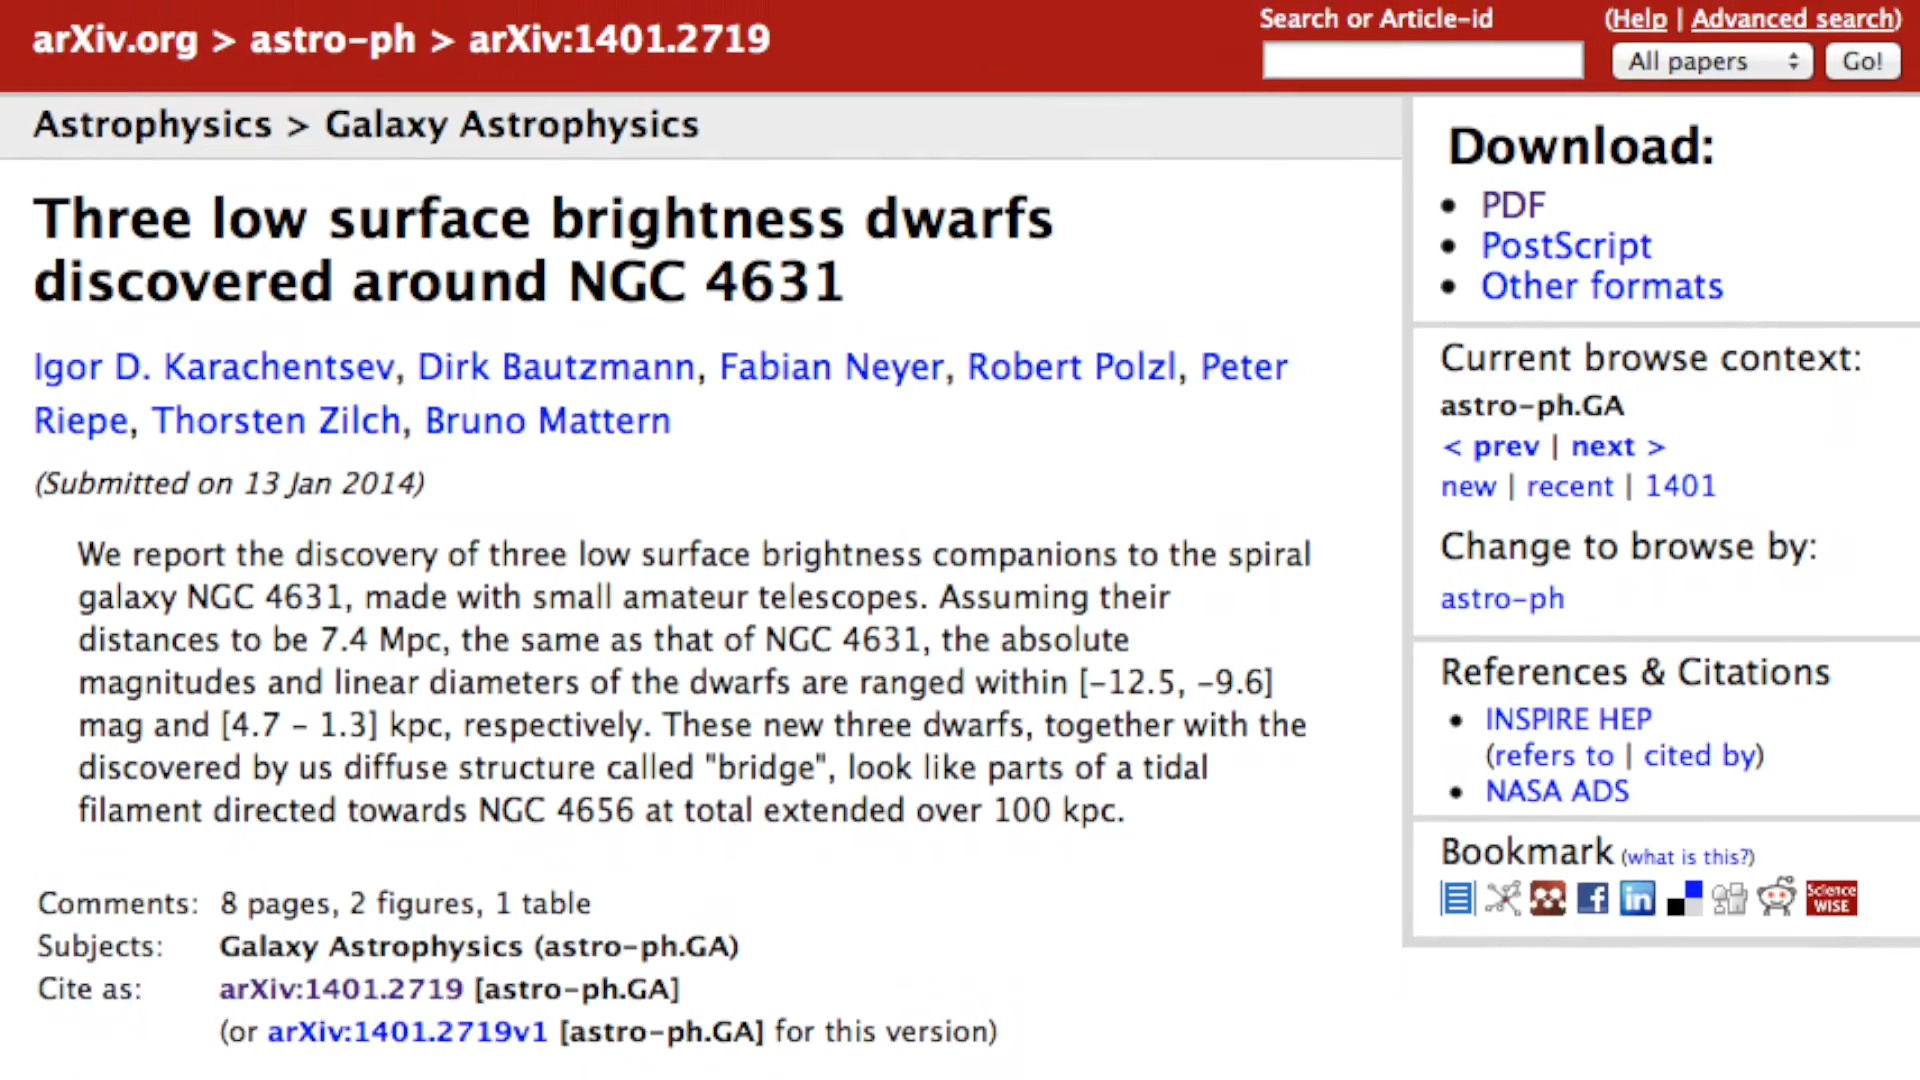 arXiv.org > astro-ph > arXiv:1401.2719
Search or Article-id
(Help | Advanced search)
All papers
Go!
Astrophysics > Galaxy Astrophysics
Three low surface brightness dwarfs
discovered around NGC 4631
Igor D. Karachentsev, Dirk Bautzmann, Fabian Neyer, Robert Polzl, Peter
Riepe, Thorsten Zilch, Bruno Mattern
(Submitted on 13 Jan 2014)
We report the discovery of three low surface brightness companions to the spiral
galaxy NGC 4631, made with small amateur telescopes. Assuming their
distances to be 7.4 Mpc, the same as that of NGC 4631, the absolute
magnitudes and linear diameters of the dwarfs are ranged within [-12.5, -9.6]
mag and [4.7 - 1.3] kpc, respectively. These new three dwarfs, together with the
discovered by us diffuse structure called "bridge", look like parts of a tidal
filament directed towards NGC 4656 at total extended over 100 kpc.
Comments: 8 pages, 2 figures, 1 table
Subjects: Galaxy Astrophysics (astro-ph.GA)
Cite as: arXiv:1401.2719 [astro-ph.GA]
(or arXiv:1401.2719v1 [astro-ph.GA] for this version)
Download:
• PDF
• PostScript
• Other formats
Current browse context:
astro-ph.GA
< prev | next >
new | recent | 1401
Change to browse by:
astro-ph
References & Citations
• INSPIRE HEP
(refers to | cited by)
• NASA ADS
Bookmark (what is this?)
f
in
Science
WISE